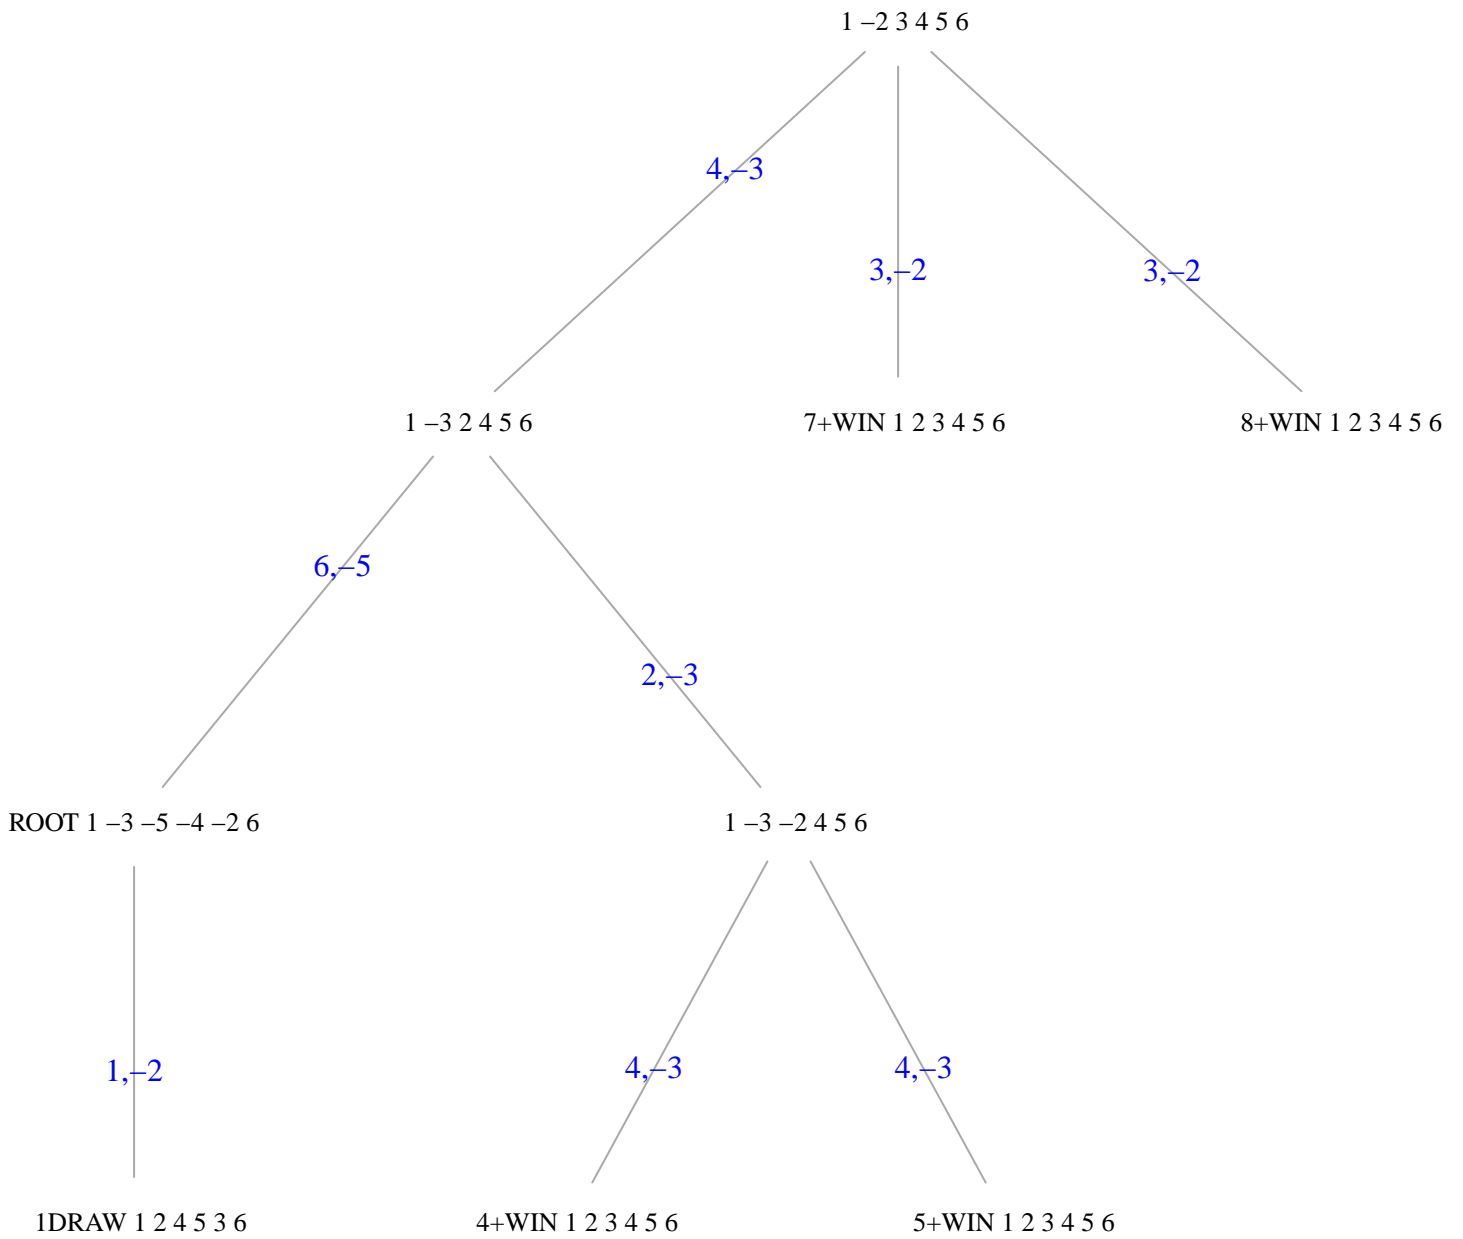 1 –2 3 4 5 6
4,–3
3,–2
3,–2
1 –3 2 4 5 6
7+WIN 1 2 3 4 5 6
8+WIN 1 2 3 4 5 6
6,–5
2,–3
ROOT 1 –3 –5 –4 –2 6
1 –3 –2 4 5 6
1,–2
4,–3
4,–3
1DRAW 1 2 4 5 3 6
4+WIN 1 2 3 4 5 6
5+WIN 1 2 3 4 5 6